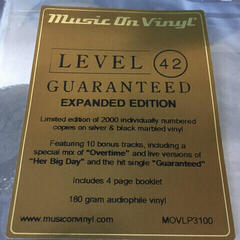 Music On Vinyl
LEVEL 42
GUARANTEED
EXPANDED EDITION
Limited edition of 2000 individually numbered
copies on silver & black marbled vinyl
Featuring 10 bonus tracks, including a
special mix of "Overtime" and live versions of
"Her Big Day" and the hit single "Guaranteed"
Includes 4 page booklet
180 gram audiophile vinyl
www.musiconvinyl.com MOVLP3100